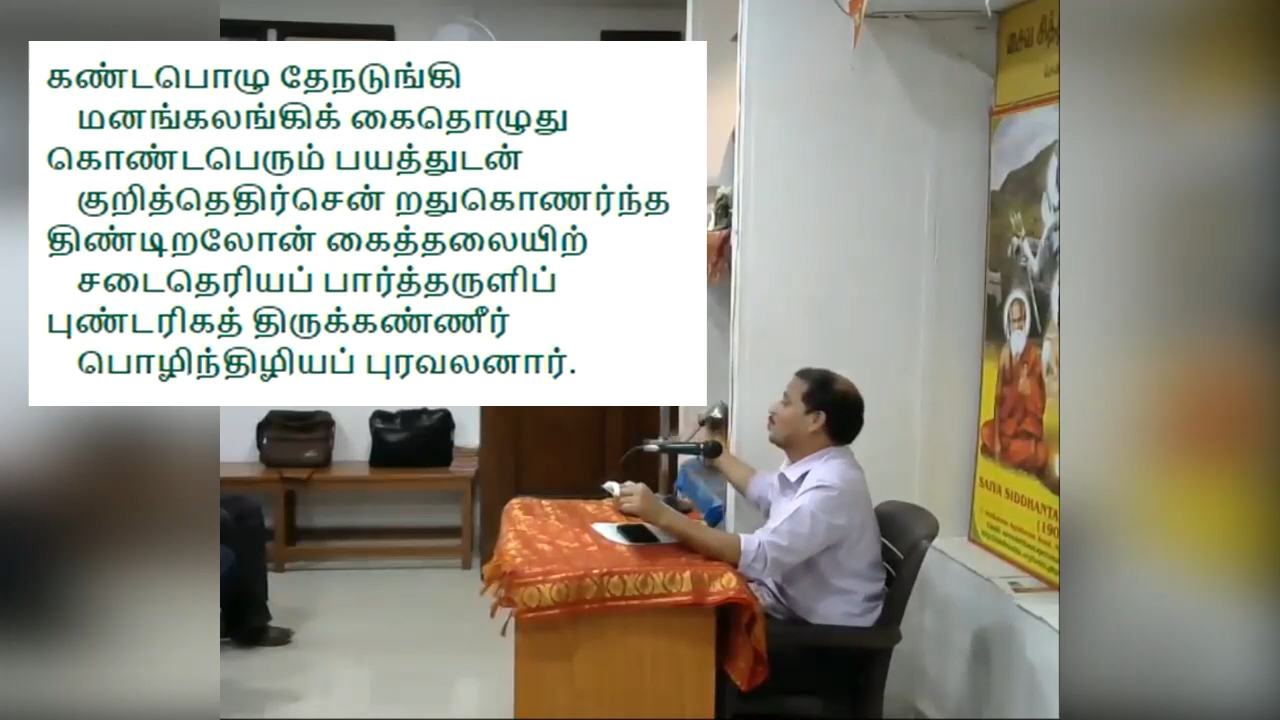 கண்டபொழு தேநடுங்கி
மனங்கலங்கிக் கைதொழுது
கொண்டபெரும் பயத்துடன்
குறித்தெதிர்சென் றதுகொணர்ந்த
திண்டிறலோன் கைத்தலையிற்
சடைதெரியப் பார்த்தருளிப்
புண்டரிகத் திருக்கண்ணீர்
பொழிந்திழியப் புரவலனார்.
சைவ சித்
SAIVA SIDDHANTA
(190